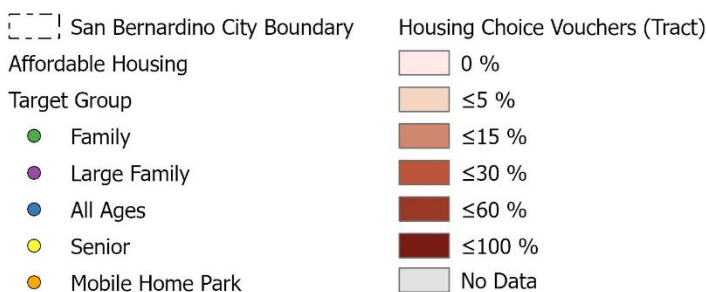 San Bernardino City Boundary
Affordable Housing
Target Group
Family
Large Family
All Ages
Senior
Mobile Home Park
Housing Choice Vouchers (Tract)
0 %
≤5 %
≤15 %
≤30 %
≤60 %
≤100 %
No Data